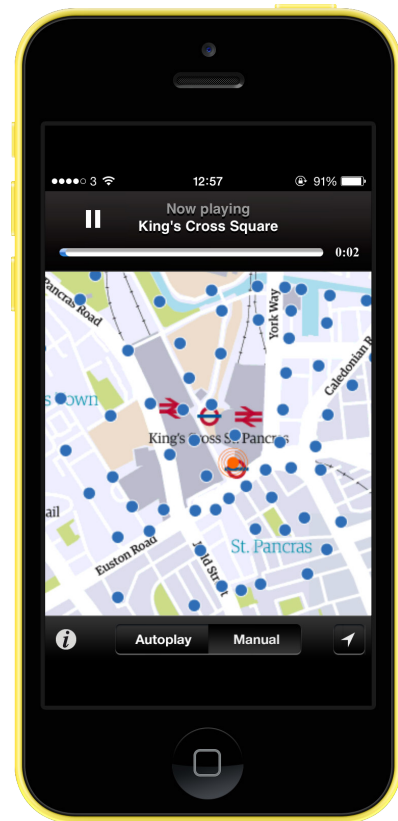 3 12:57 91%
Now playing
King's Cross Square
0:02
Pancras Road
York Way
Caledonian R
s Town
King's Cross St. Pancras
ail
St. Pancras
Euston Road
Judd Street
Autoplay Manual